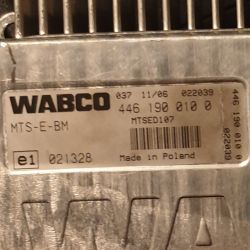 WABCO
037 11/06 022039
446 190 010 0
MTSED107
MTS-E-BM
e1 021328
Made in Poland
446 190 010 0
022039
WA